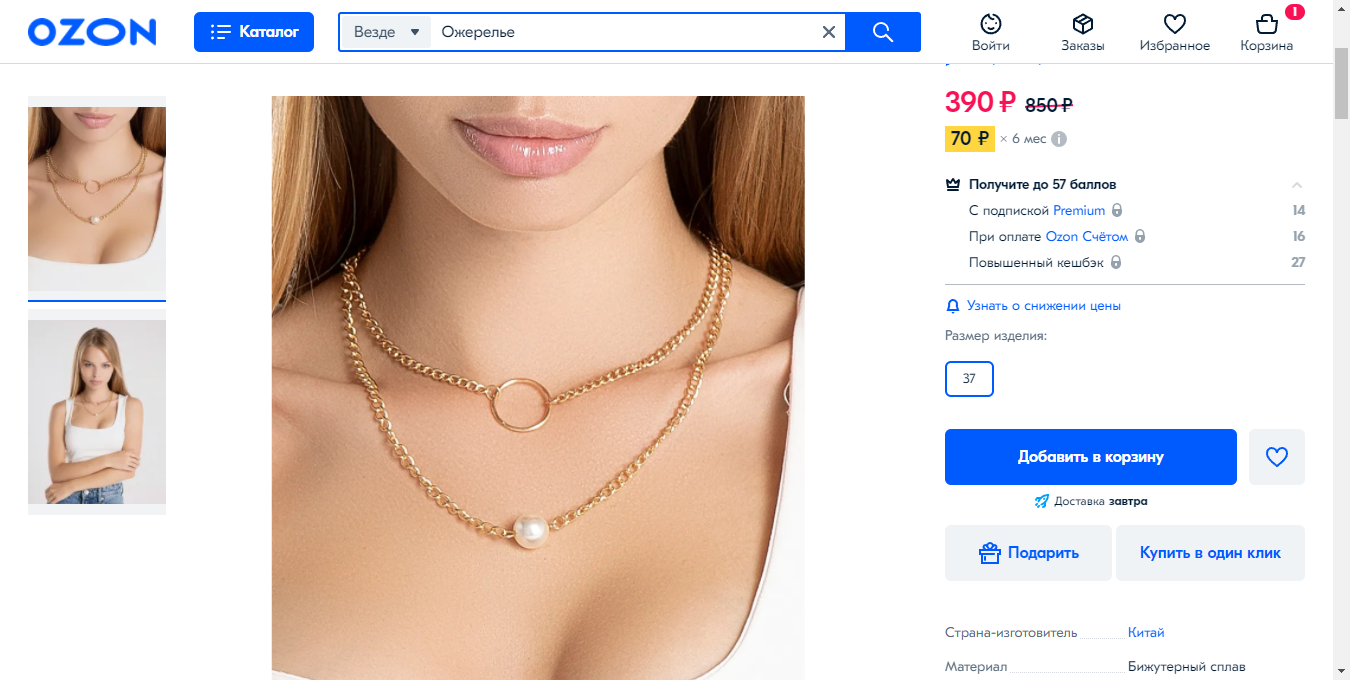 OZON
Каталог
Везде
Ожерелье
Войти
Заказы
Избранное
1
Корзина
390 ₽ 850 ₽
70 ₽ × 6 мес
Получите до 57 баллов
С подпиской Premium 14
При оплате Ozon Счётом 16
Повышенный кешбэк 27
Узнать о снижении цены
Размер изделия:
37
Добавить в корзину
Доставка завтра
Подарить
Купить в один клик
Страна-изготовитель Китай
Материал Бижутерный сплав